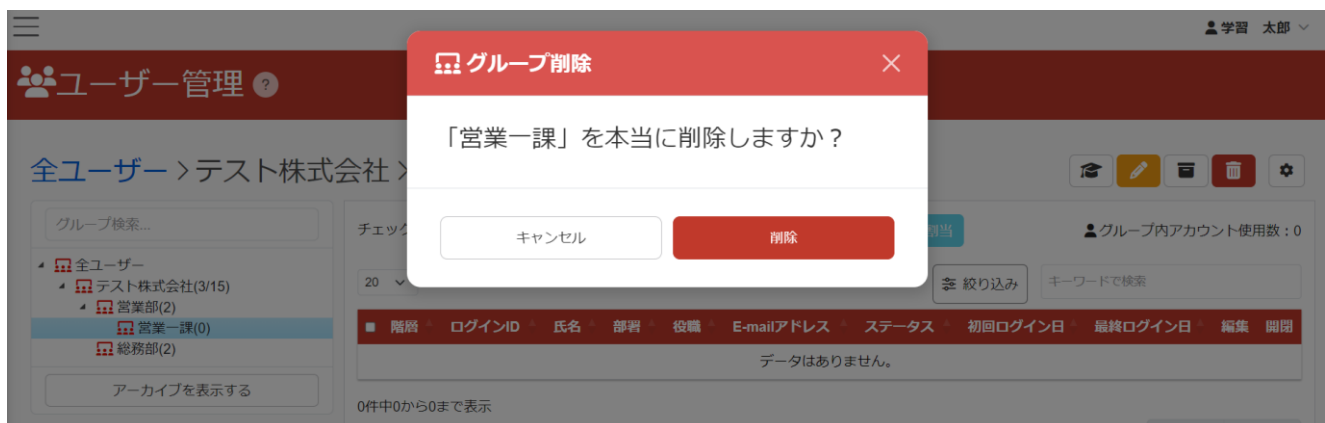 学習 太郎
グループ削除
ユーザー管理 ?
「営業一課」を本当に削除しますか？
全ユーザー > テスト株式会社 >
キャンセル
削除
グループ検索...
チェック
割当
グループ内アカウント使用数：0
全ユーザー
テスト株式会社(3/15)
営業部(2)
営業一課(0)
総務部(2)
アーカイブを表示する
20
絞り込み
キーワードで検索
階層 ログインID 氏名 部署 役職 E-mailアドレス ステータス 初回ログイン日 最終ログイン日 編集 開閉
データはありません。
0件中0から0まで表示